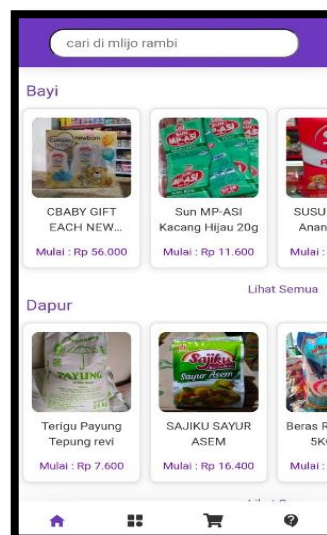 cari di mlijo rambi
Bayi
CBABY GIFT
EACH NEW...
Mulai : Rp 56.000
Sun MP-ASI
Kacang Hijau 20g
Mulai : Rp 11.600
SUSU
Anan
Mulai :
Lihat Semua
Dapur
PAYUNG
Sajiku
Sayur Asem
Terigu Payung
Tepung revi
Mulai : Rp 7.600
SAJIKU SAYUR
ASEM
Mulai : Rp 16.400
Beras R
5K
Mulai :